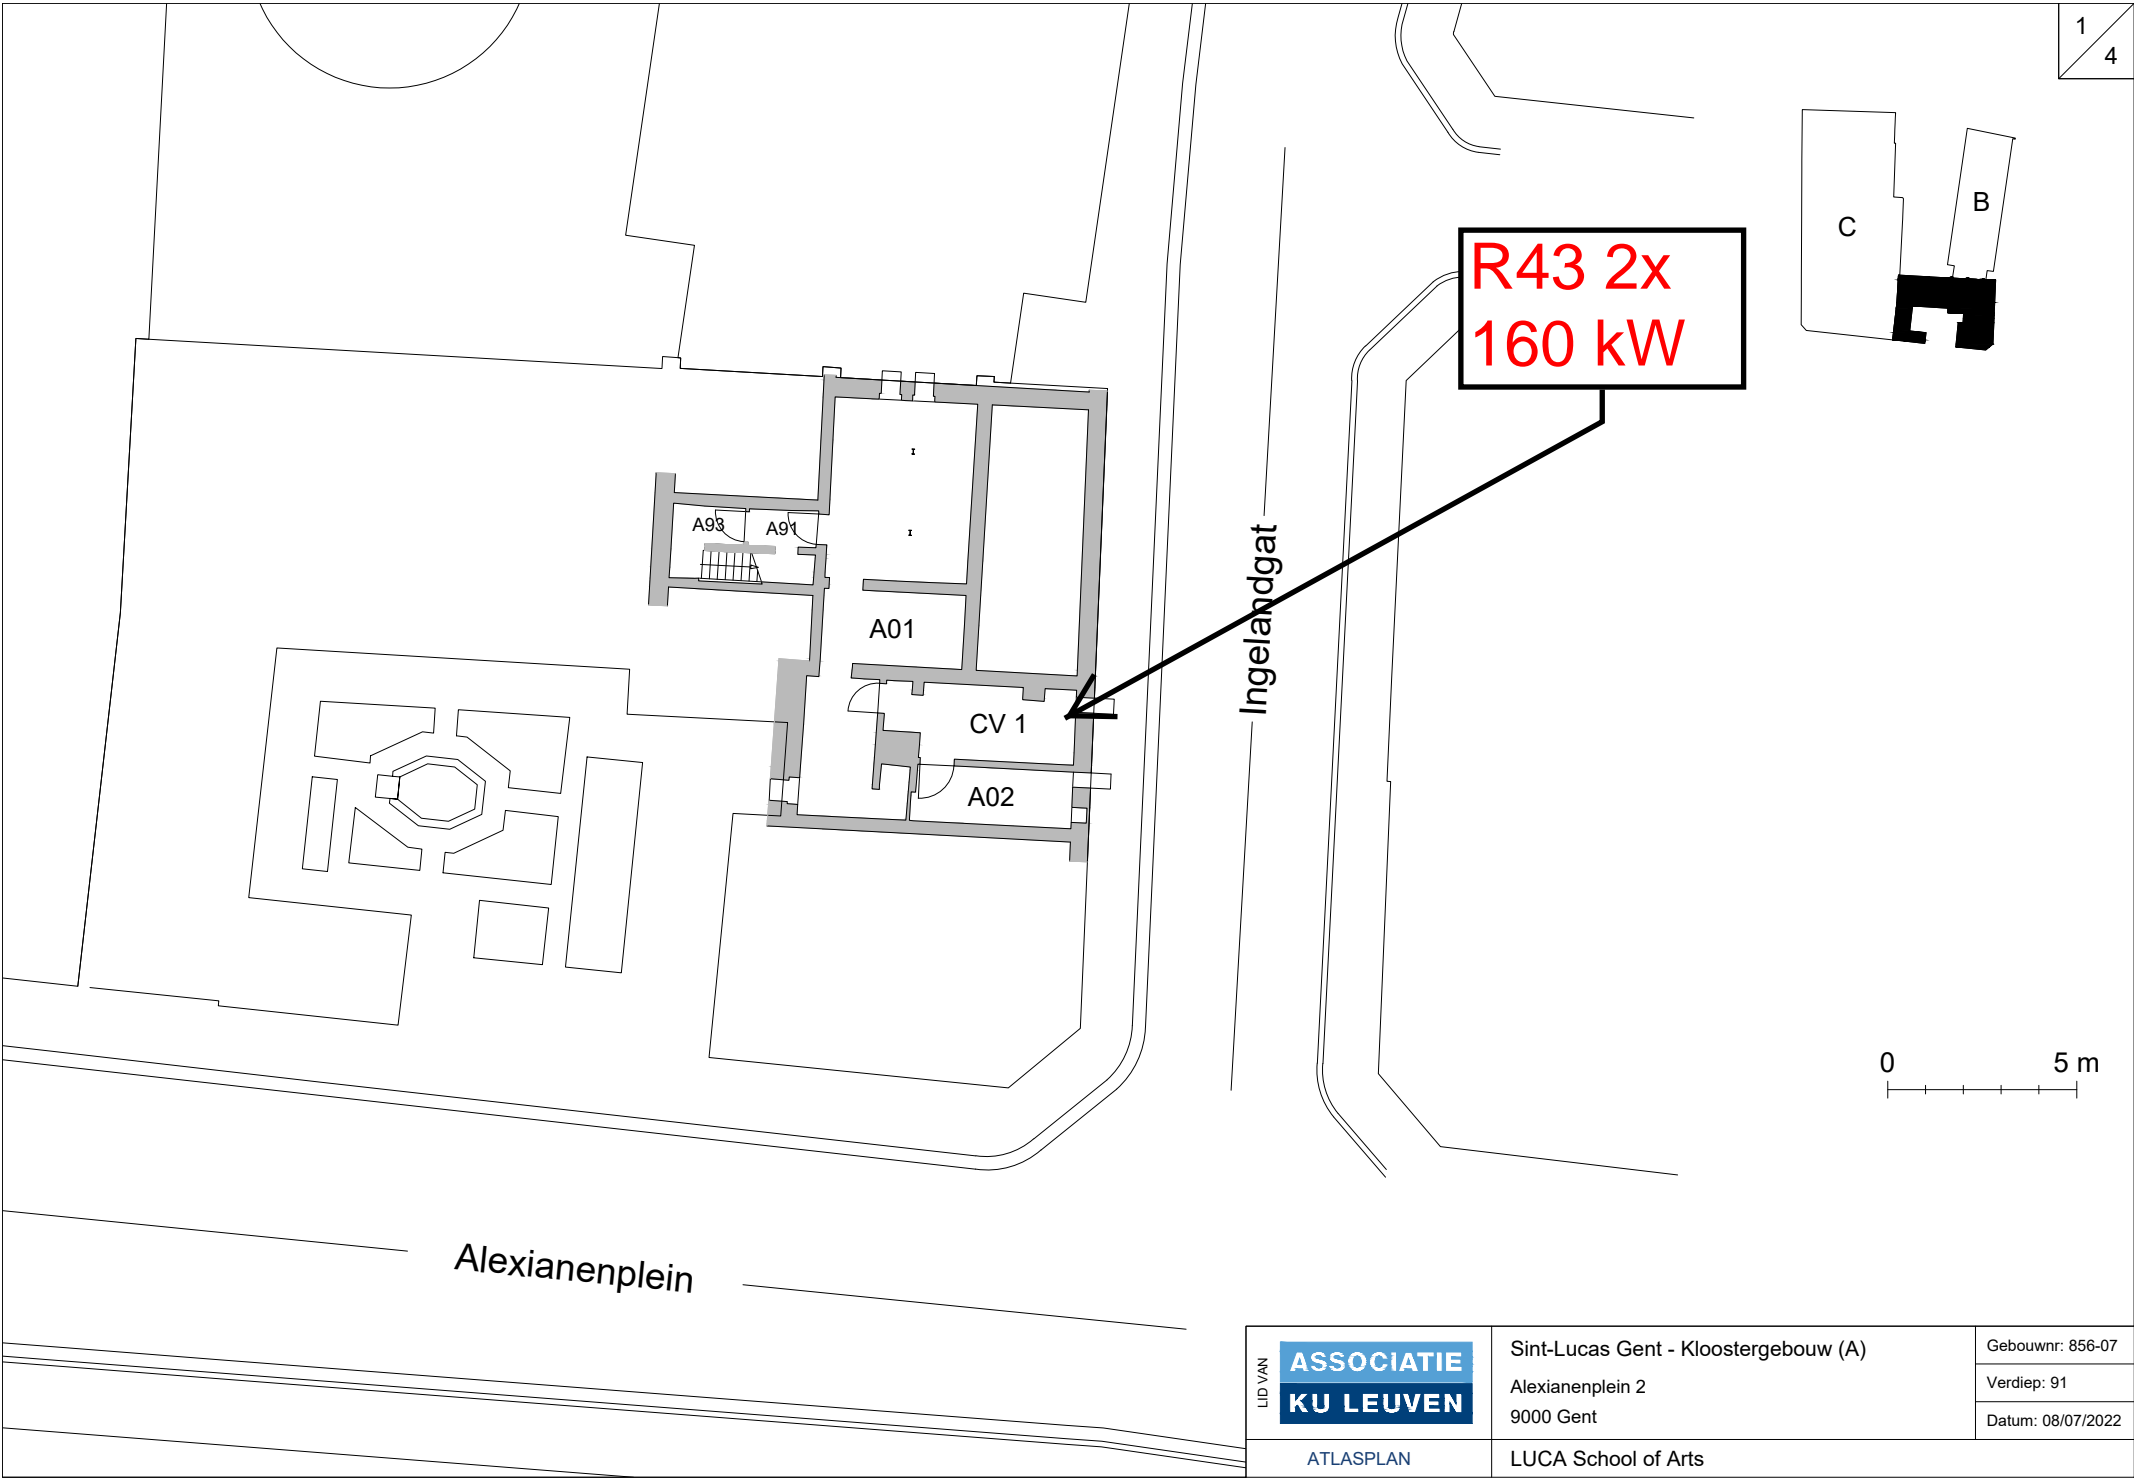 1
4
C
B
R43 2x
160 kW
A93
A91
A01
Ingelandgat
CV 1
A02
0 5 m
Alexianenplein
LID VAN
ASSOCIATIE
KU LEUVEN
ATLASPLAN
Sint-Lucas Gent - Kloostergebouw (A)
Alexianenplein 2
9000 Gent
LUCA School of Arts
Gebouwnr: 856-07
Verdiep: 91
Datum: 08/07/2022